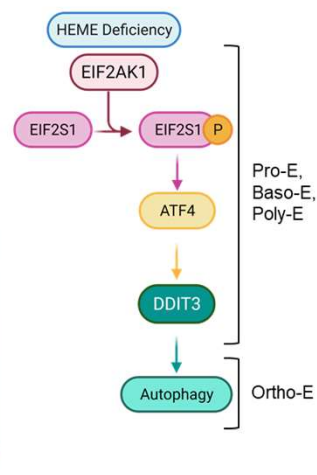 HEME Deficiency
EIF2AK1
EIF2S1
EIF2S1
P
Pro-E,
Baso-E,
Poly-E
ATF4
DDIT3
Autophagy
Ortho-E